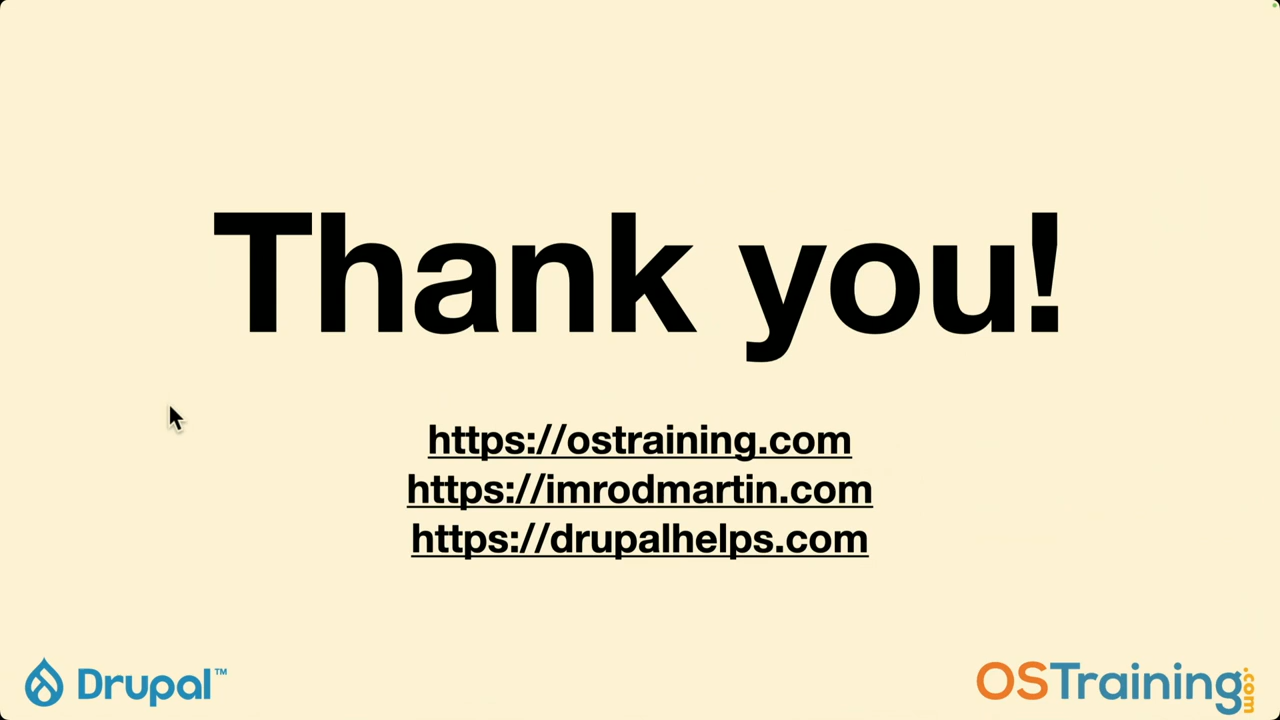 Thank you!
https://ostraining.com
https://imrodmartin.com
https://drupalhelps.com
Drupal™
OSTraining.com